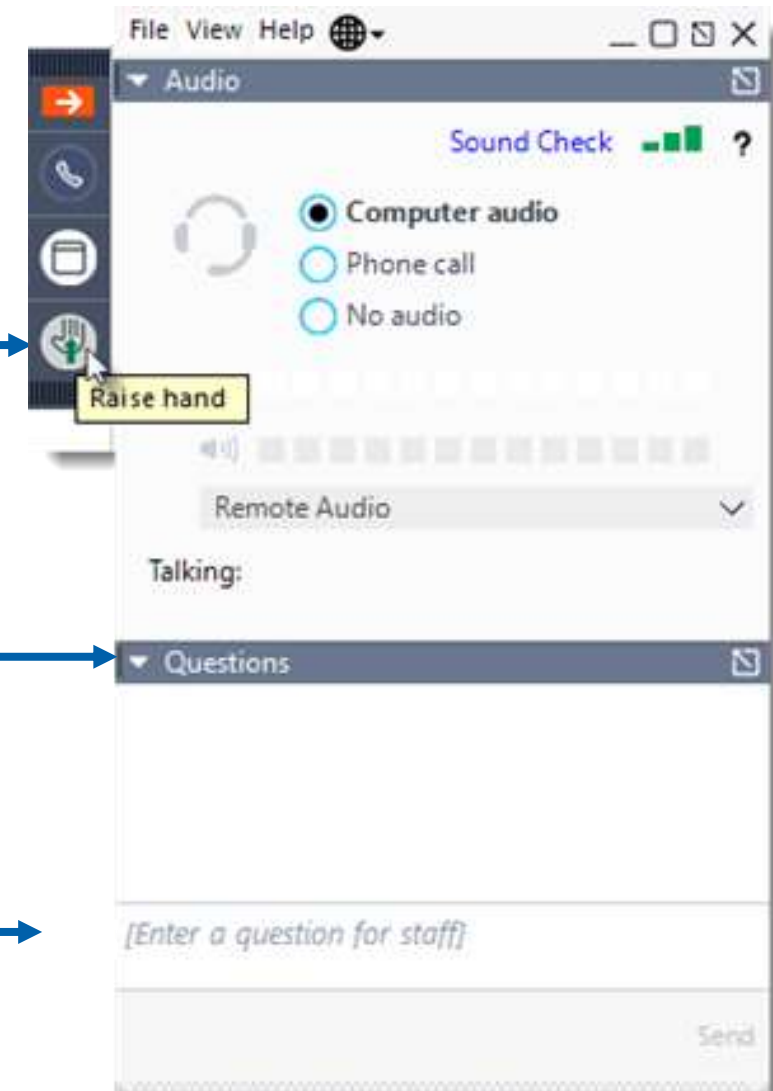 File View Help
Audio
Sound Check ?
Computer audio
Phone call
No audio
Raise hand
Remote Audio
Talking:
Questions
[Enter a question for staff]
Send